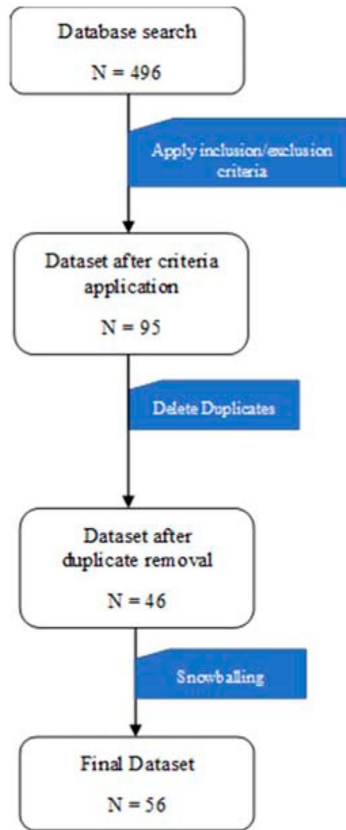 Database search
N = 496
Apply inclusion/exclusion
criteria
Dataset after criteria
application
N = 95
Delete Duplicates
Dataset after
duplicate removal
N = 46
Snowballing
Final Dataset
N = 56